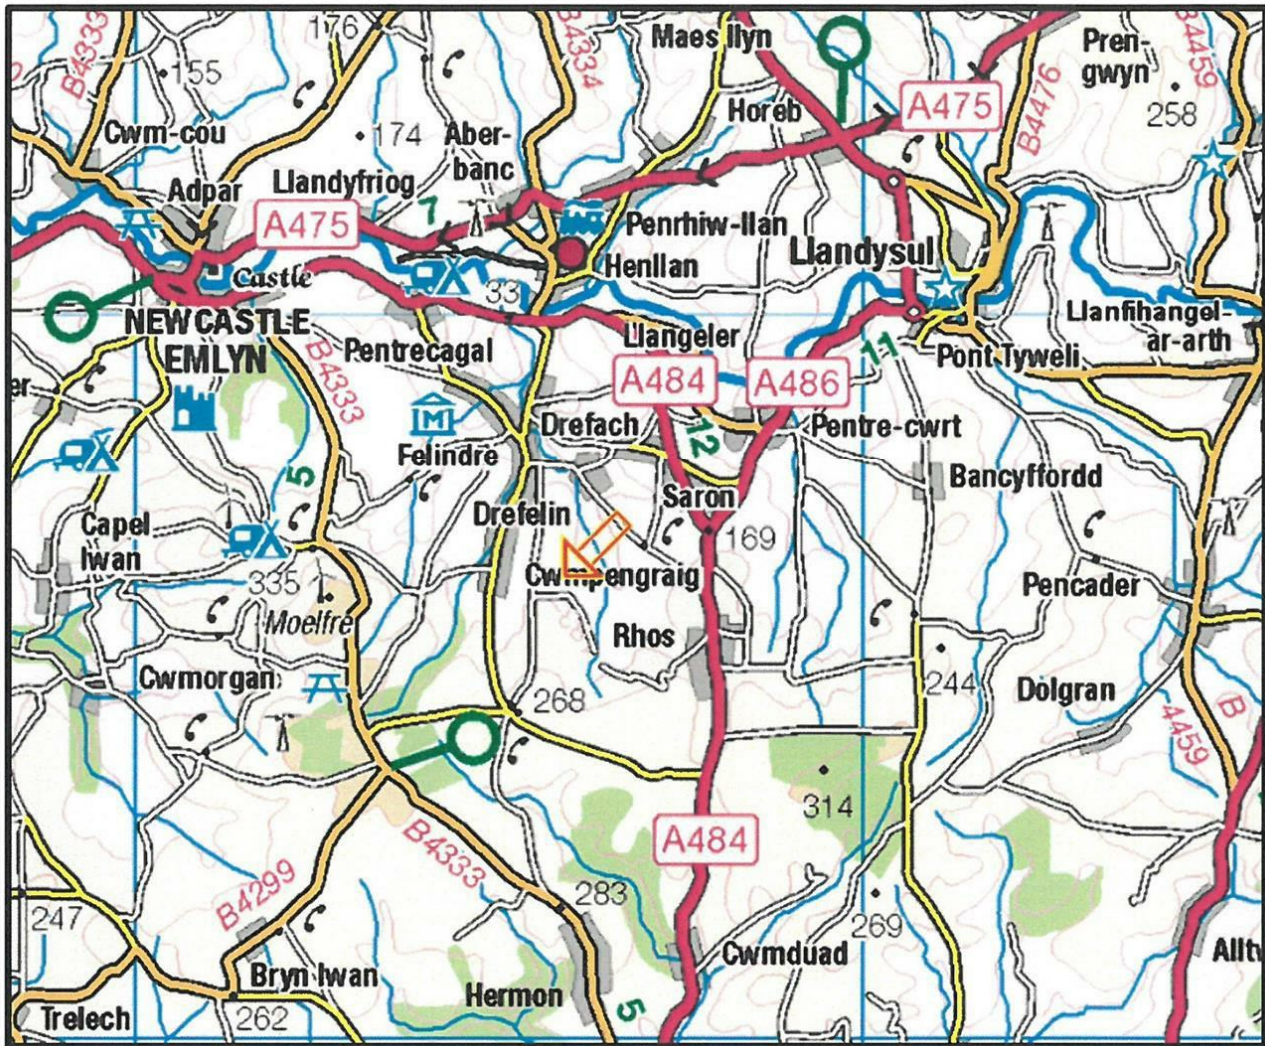 176
B4333
155
Cwm-cou
174
Aber-
banc
B4334
Maes llyn
Horeb
A475
B4476
Pren-
gwyn
B4459
258
Adpar
Llandyfriog
A475
7
Penrhiw-llan
Henllan
Llandysul
Castle
33
NEWCASTLE
EMLYN
B4333
Pentrecagal
Llangeler
Llanfihangel-
ar-arth
11
Pont Tyweli
er
A484
A486
M
Drefach
12
Pentre-cwrt
Felindre
5
Bancyffordd
Saron
Drefelin
169
Capel
Iwan
335
Cwmpengraig
Pencader
Moelfre
Rhos
Cwmorgan
268
244
Dolgran
4459
B
314
A484
B4333
B4299
283
247
269
Cwmduad
Alltw
Bryn Iwan
Hermon
5
Trelech
262